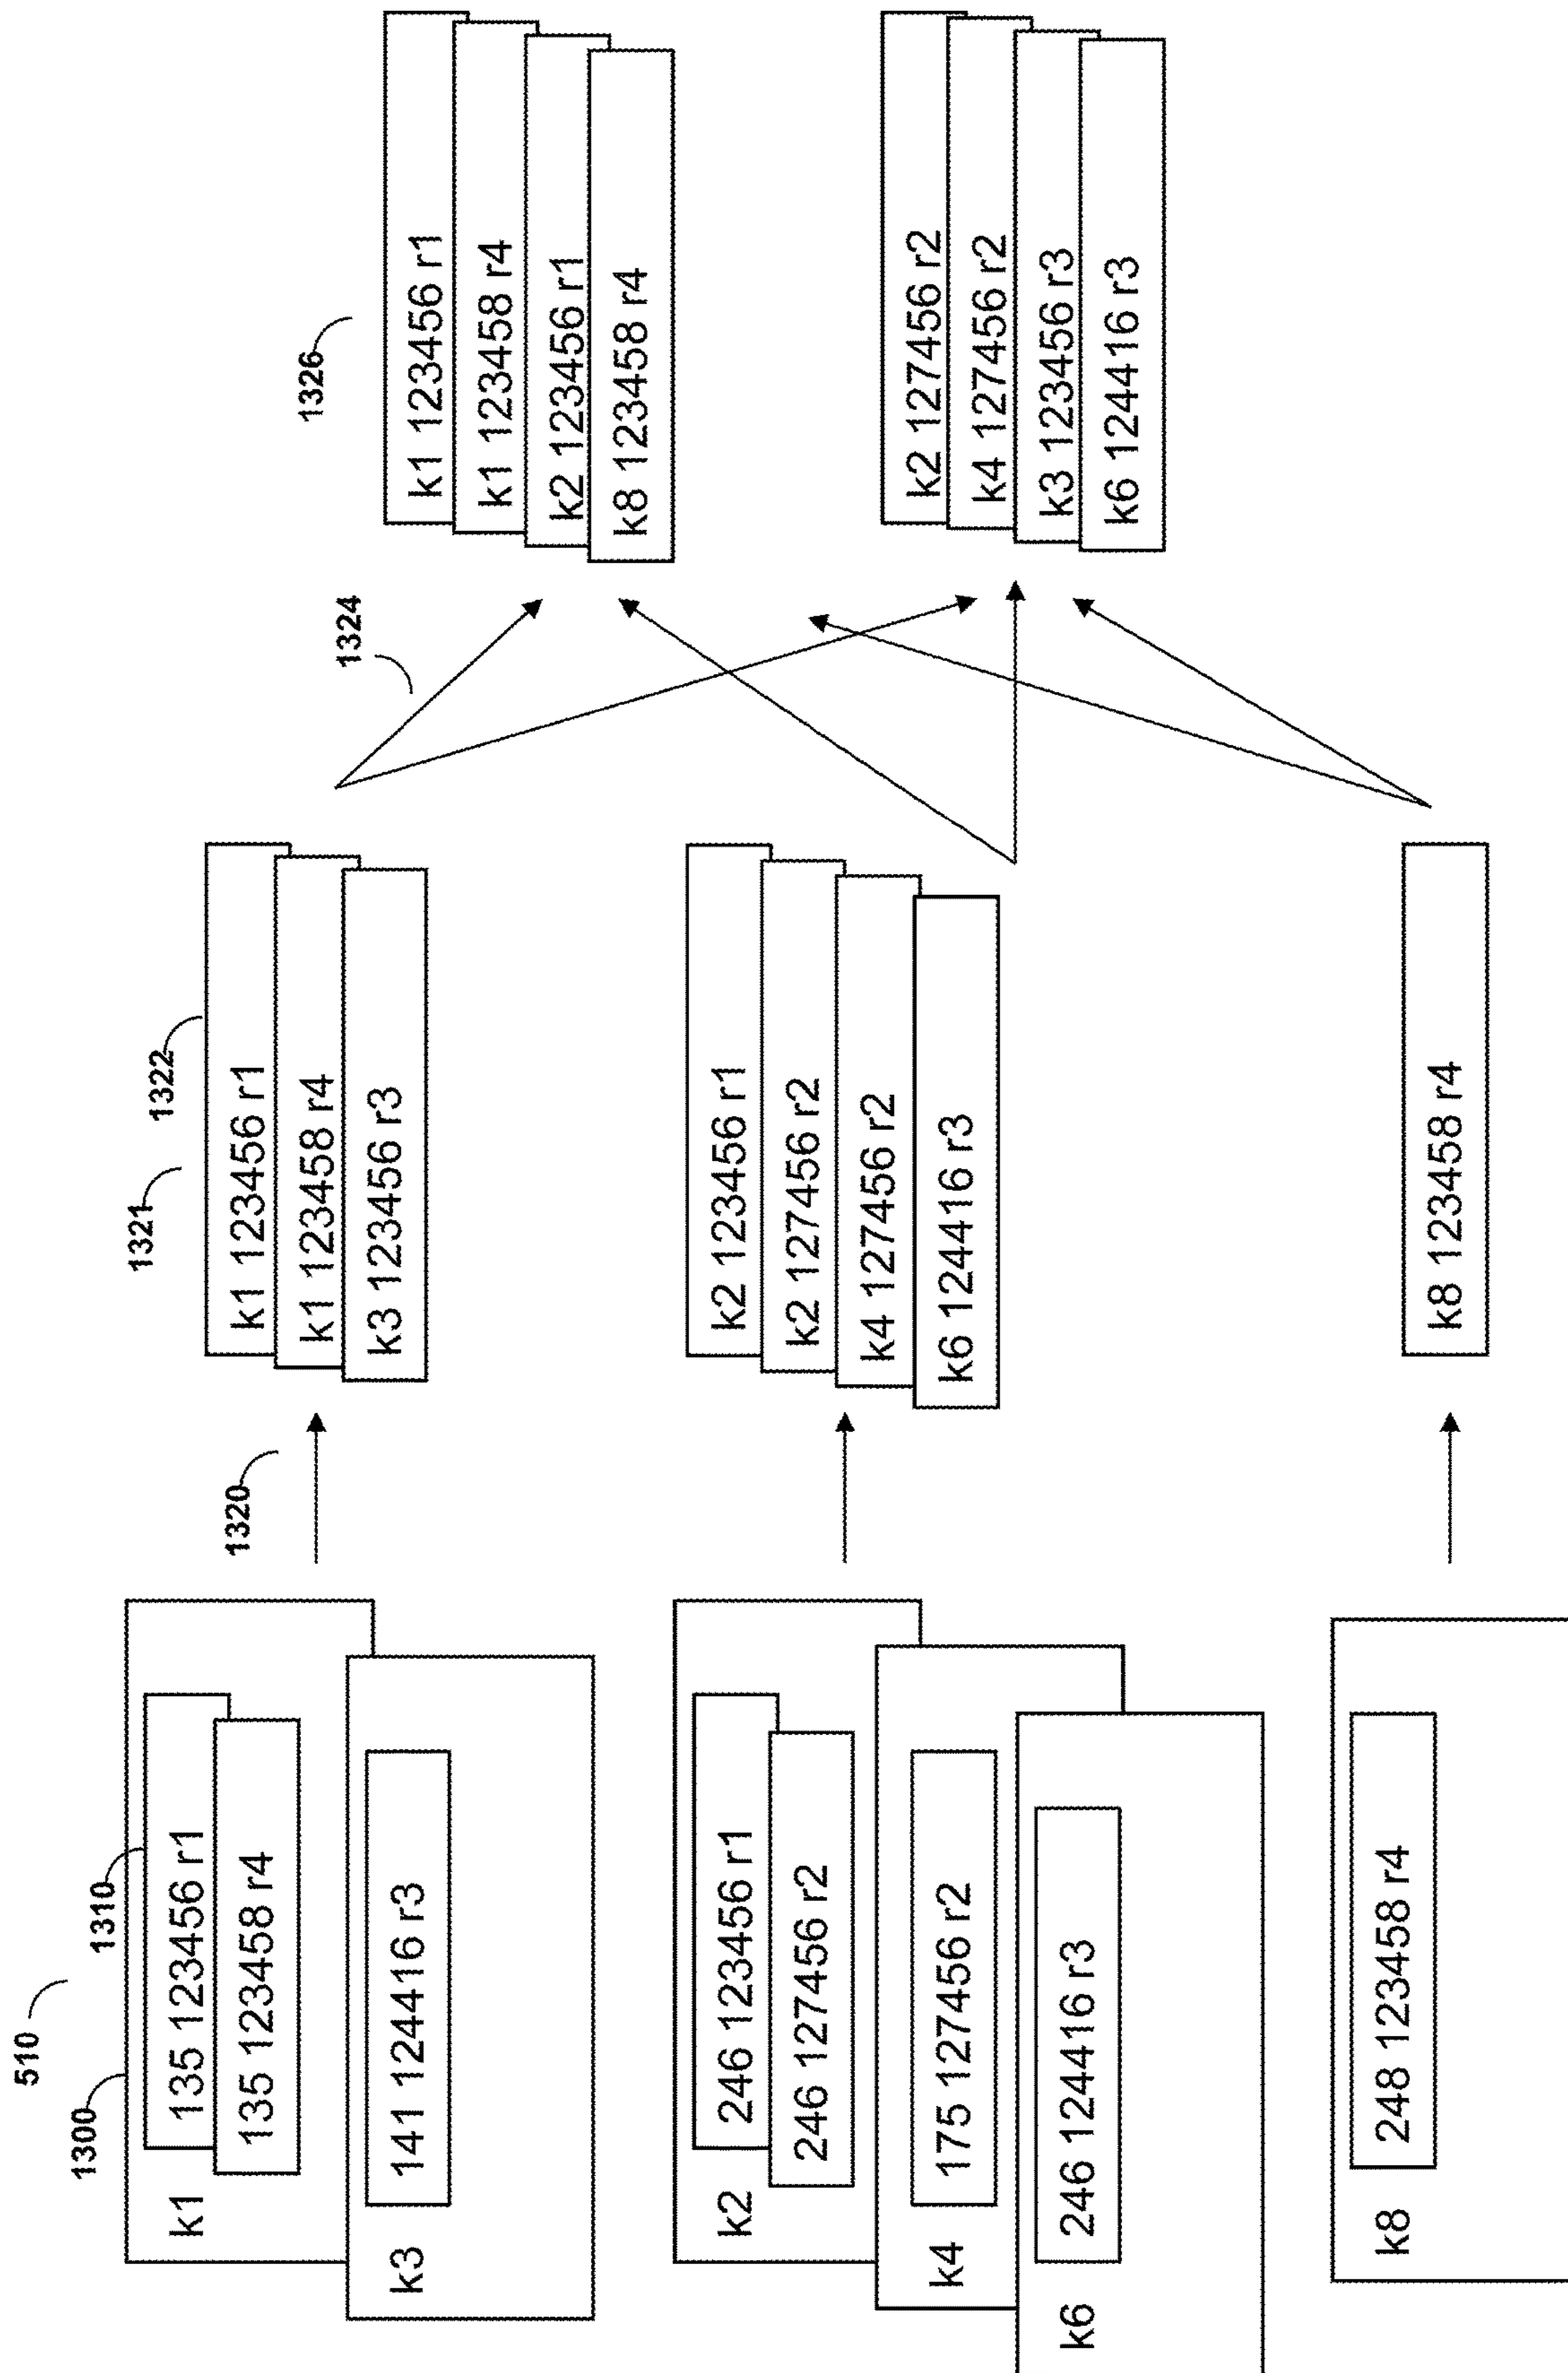 510
1300
1310
k1
135 123456 r1
135 123458 r4
k3
141 124416 r3
k2
246 123456 r1
246 127456 r2
k4
175 127456 r2
k6
246 124416 r3
k8
248 123458 r4
1320
1321
1322
k1 123456 r1
k1 123458 r4
k3 123456 r3
k2 123456 r1
k2 127456 r2
k4 127456 r2
k6 124416 r3
k8 123458 r4
1324
1326
k1 123456 r1
k1 123458 r4
k2 123456 r1
k8 123458 r4
k2 127456 r2
k4 127456 r2
k3 123456 r3
k6 124416 r3